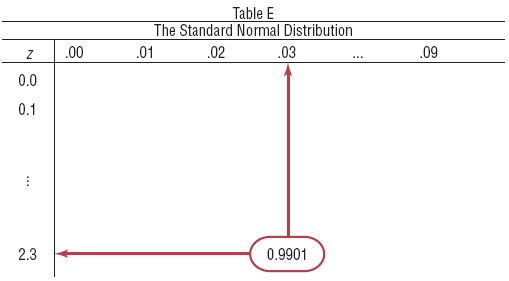 Table E
The Standard Normal Distribution
z .00 .01 .02 .03 ... .09
0.0
0.1
⋮
2.3 0.9901